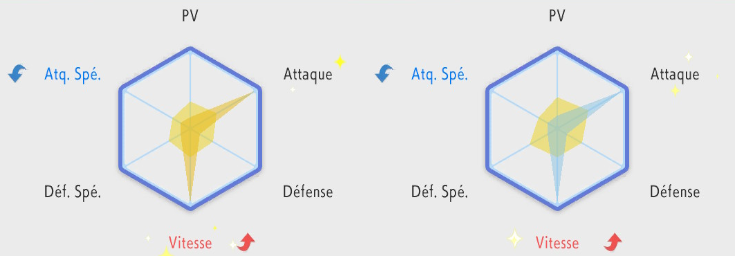 PV
Atq. Spé.
Attaque
Déf. Spé.
Défense
Vitesse
PV
Atq. Spé.
Attaque
Déf. Spé.
Défense
Vitesse